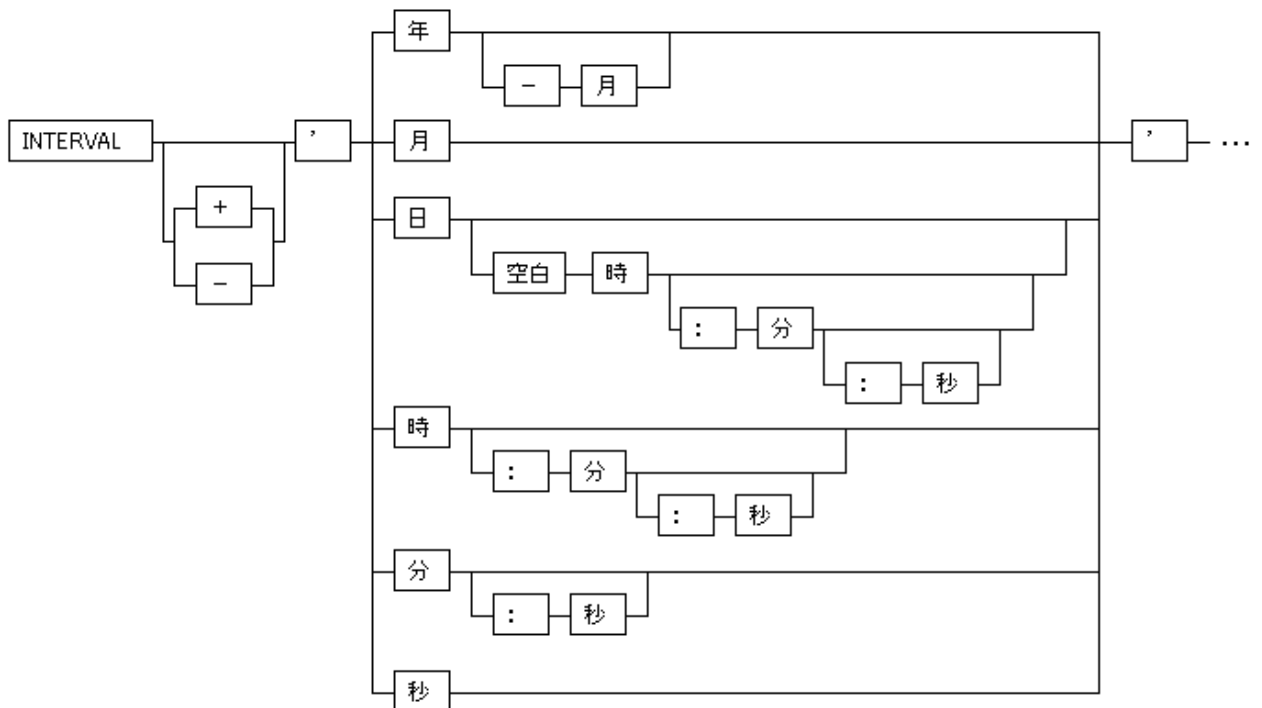 年
- 月
INTERVAL ' 月 ' ...
+
日
-
空白 時
: 分
: 秒
時
: 分
: 秒
分
: 秒
秒